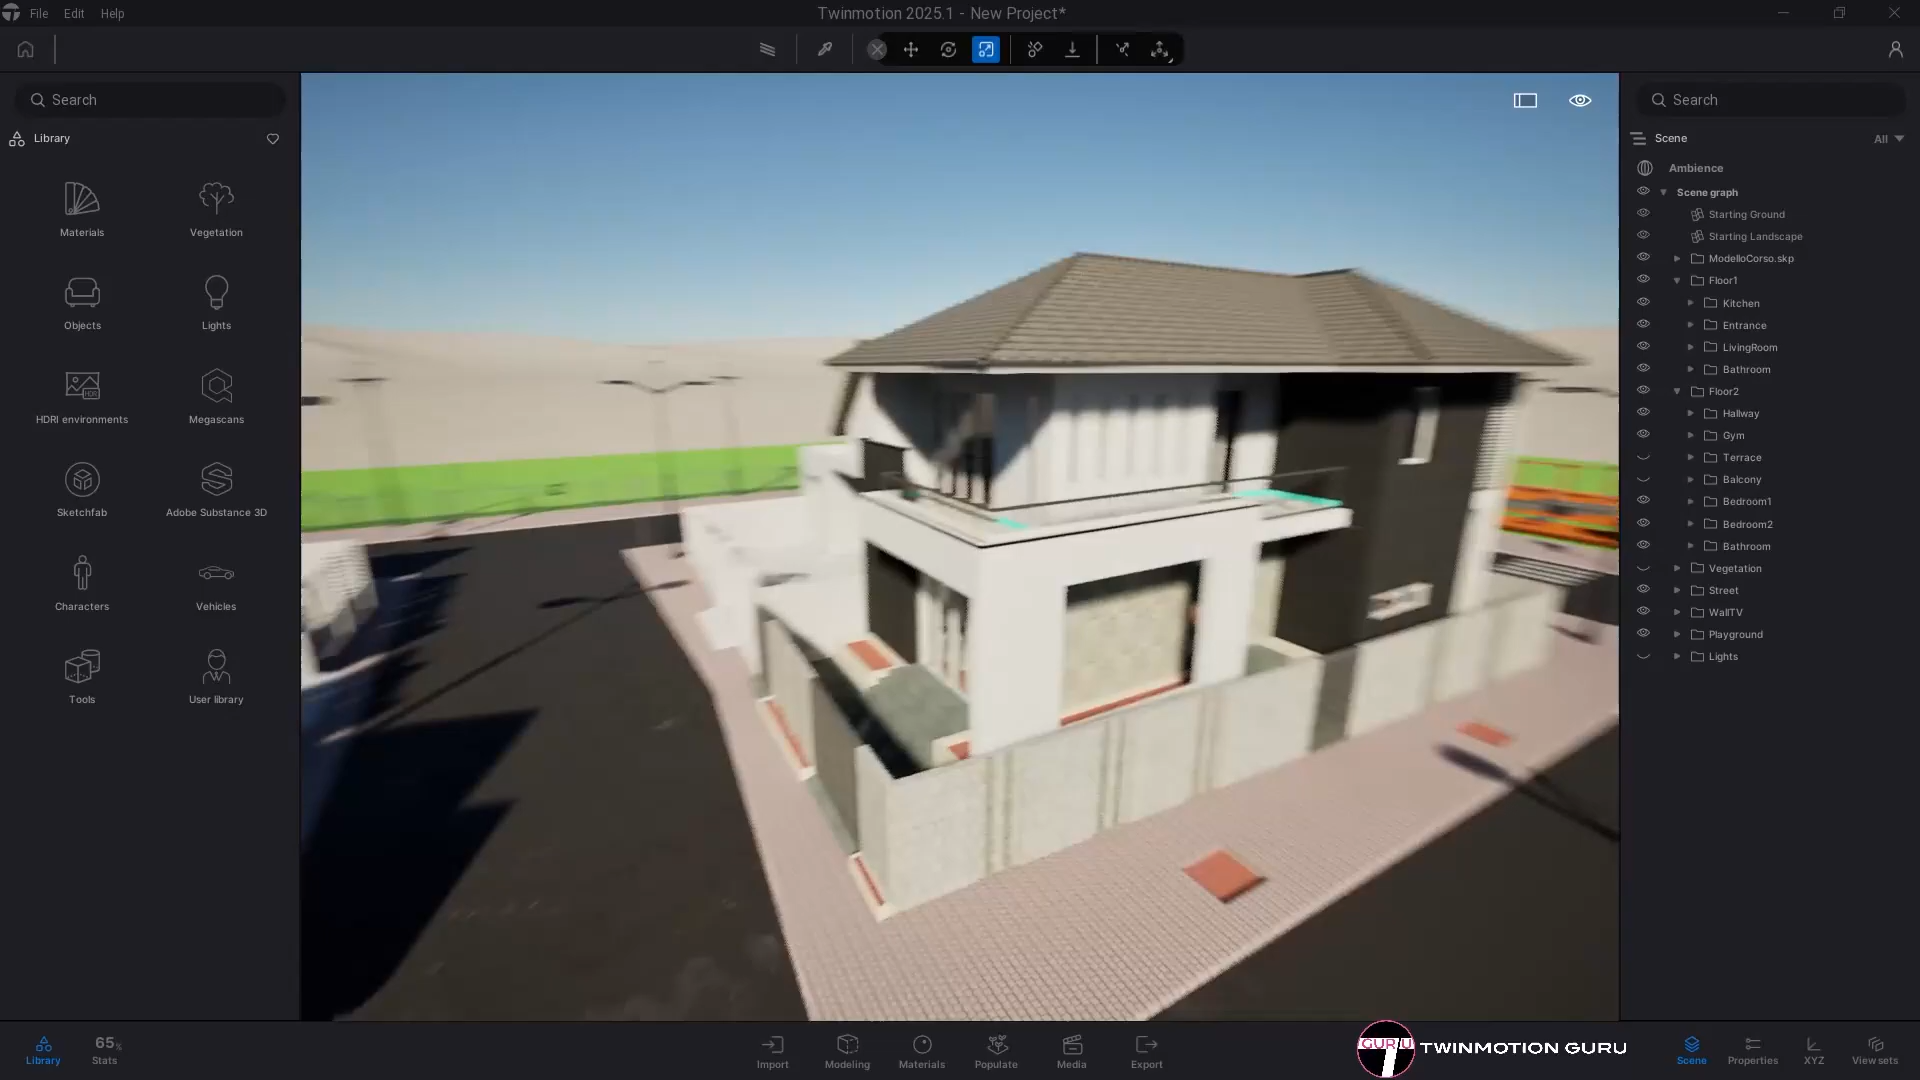 File Edit Help
Twinmotion 2025.1 - New Project*
Search
Library
Materials
Vegetation
Objects
Lights
HDR
HDRI environments
Megascans
Sketchfab
Adobe Substance 3D
Characters
Vehicles
Tools
User library
Search
Scene
All
Ambience
Scene graph
Starting Ground
Starting Landscape
ModelloCorso.skp
Floor1
Kitchen
Entrance
LivingRoom
Bathroom
Floor2
Hallway
Gym
Terrace
Balcony
Bedroom1
Bedroom2
Bathroom
Vegetation
Street
WallTV
Playground
Lights
Library
65%
Stats
Import
Modeling
Materials
Populate
Media
Export
GURU
TWINMOTION GURU
Scene
Properties
XYZ
View sets